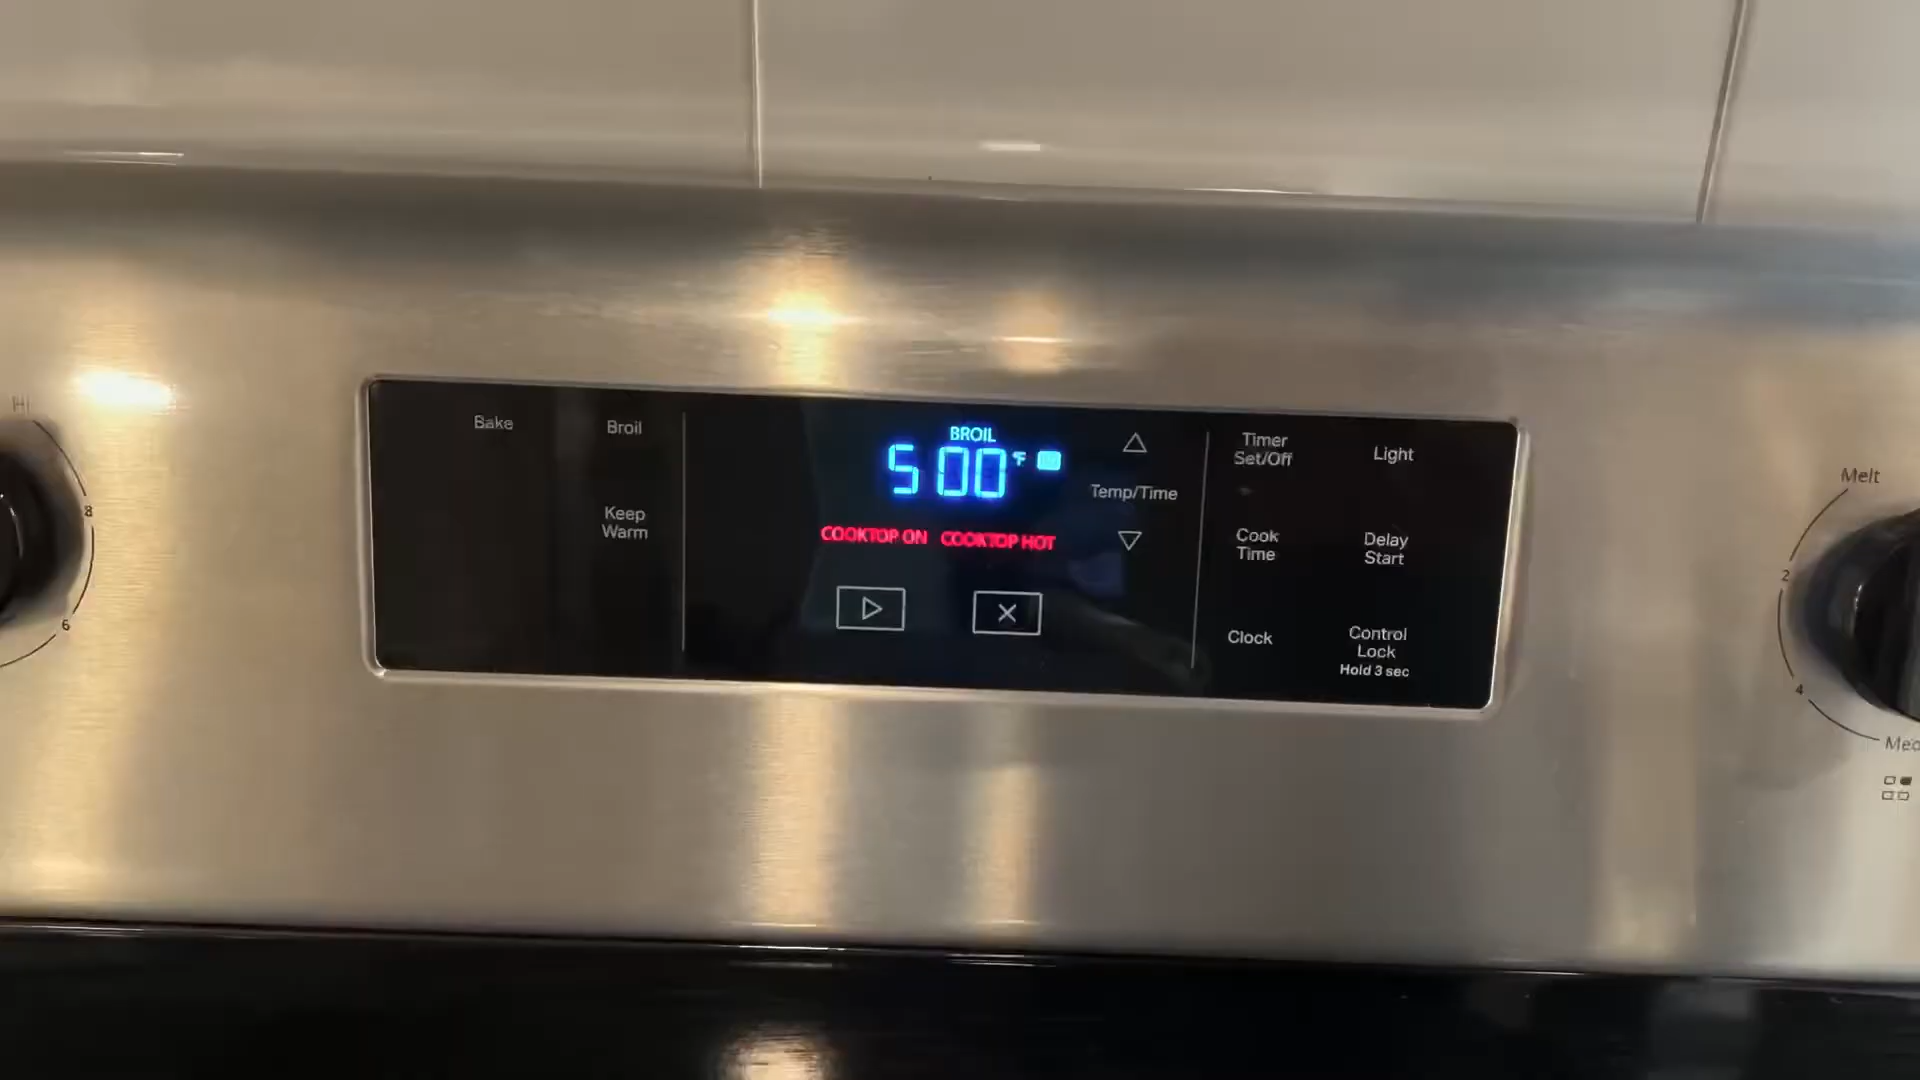 Hi
8
6
Bake
Broil
Keep
Warm
BROIL
500°F
COOKTOP ON COOKTOP HOT
Temp/Time
Timer
Set/Off
Light
Cook
Time
Delay
Start
Clock
Control
Lock
Hold 3 sec
Melt
2
4